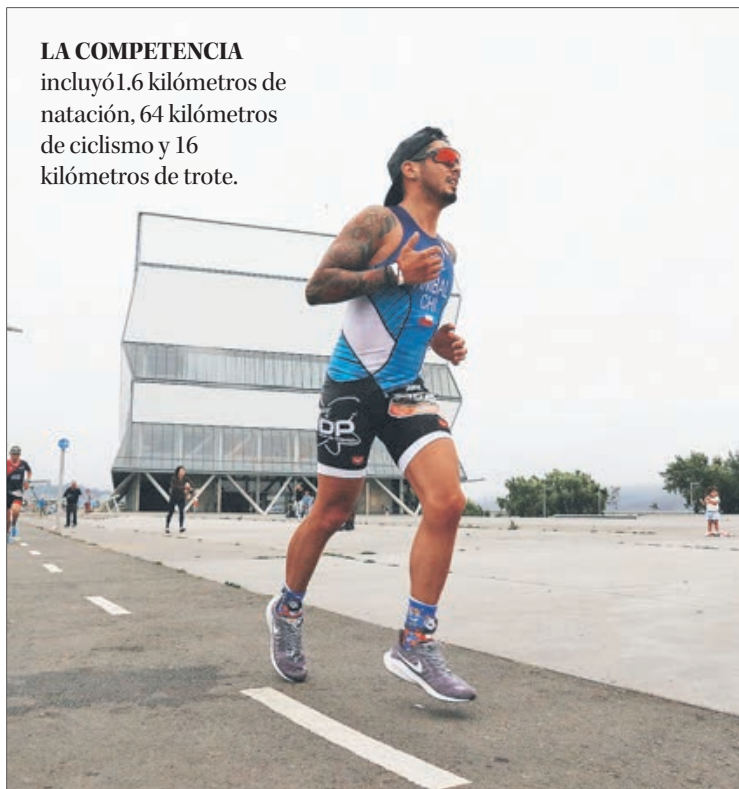 LA COMPETENCIA
incluyó1.6 kilómetros de
natación, 64 kilómetros
de ciclismo y 16
kilómetros de trote.
CHI
DP